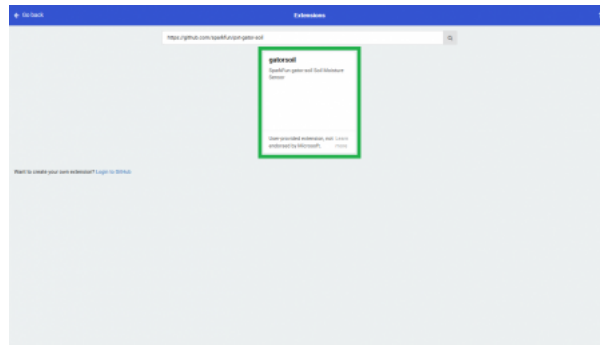 Go back
Extensions
https://github.com/sparkfun/pxt-gator-soil
gatorsoil
SparkFun gator:soil Soil Moisture
Sensor
User-provided extension, not Learn
endorsed by Microsoft. more
Want to create your own extension? Login to GitHub